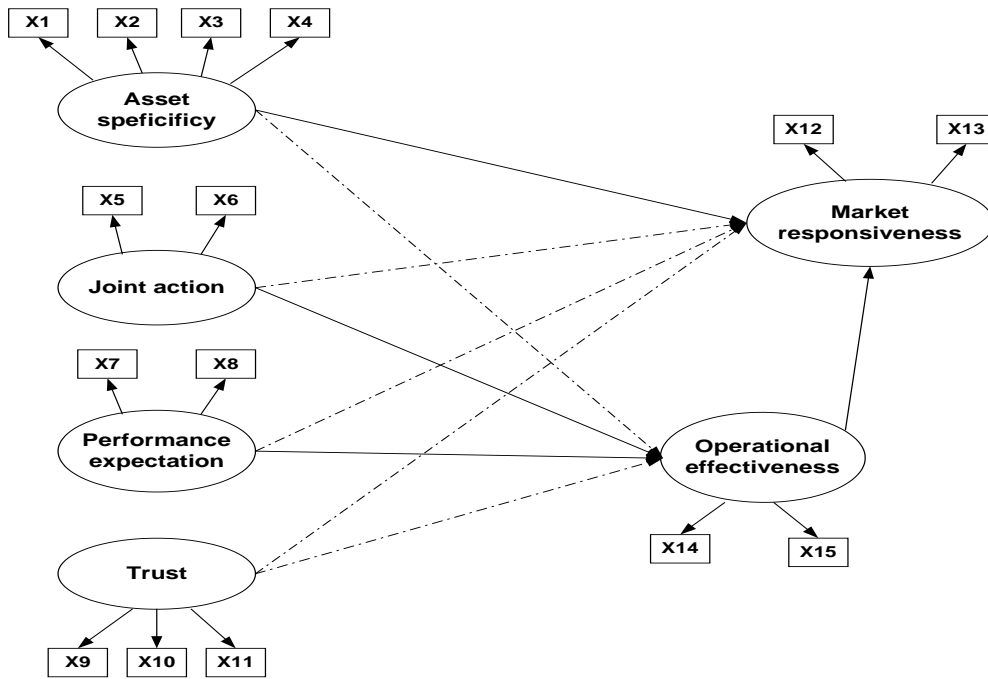 X1
X2
X3
X4
Asset
speficificy
X12
X13
Market
responsiveness
X5
X6
Joint action
X7
X8
Performance
expectation
Operational
effectiveness
X14
X15
Trust
X9
X10
X11